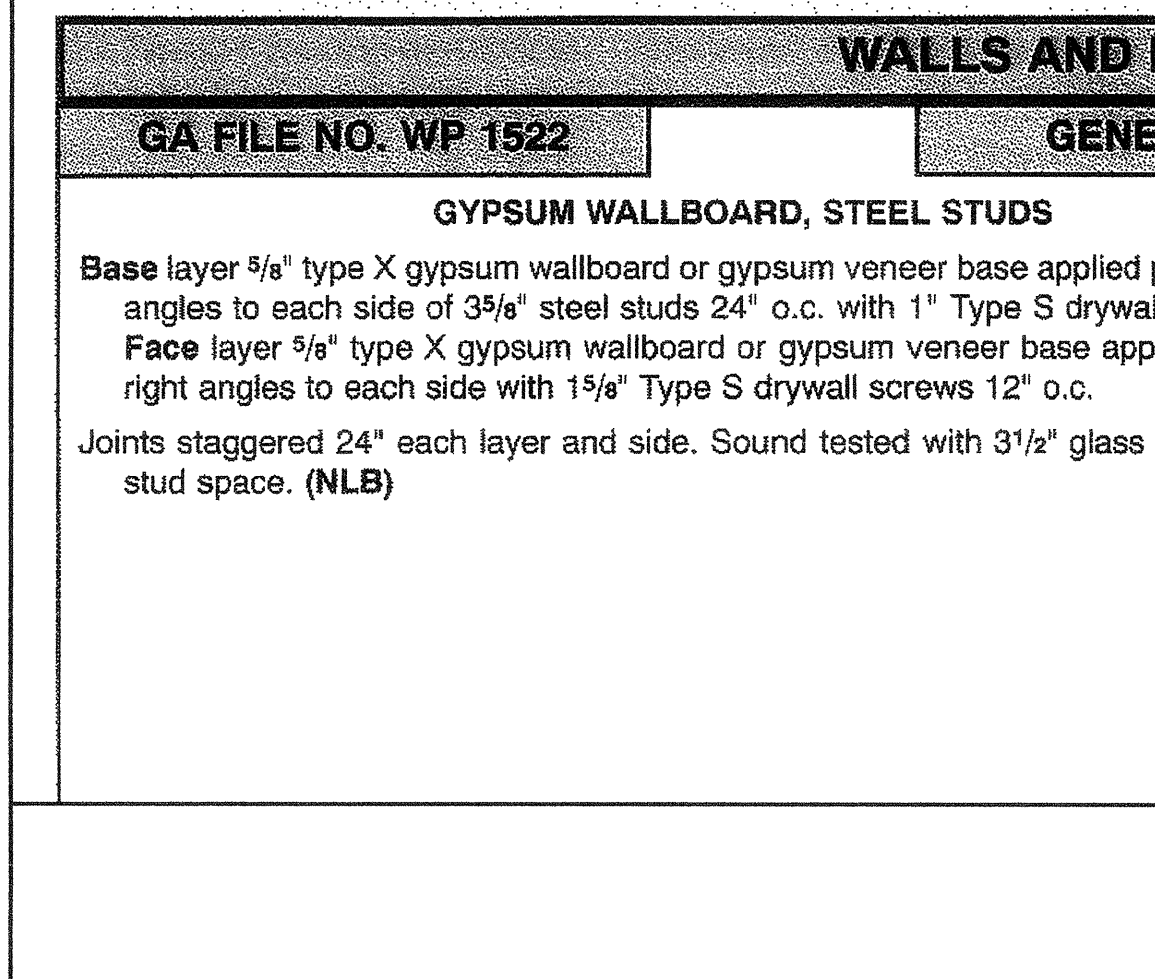 WALLS AND
GA FILE NO. WP 1522
GENE
GYPSUM WALLBOARD, STEEL STUDS
Base layer 5/8" type X gypsum wallboard or gypsum veneer base applied p
angles to each side of 35/8" steel studs 24" o.c. with 1" Type S drywal
Face layer 5/8" type X gypsum wallboard or gypsum veneer base app
right angles to each side with 15/8" Type S drywall screws 12" o.c.
Joints staggered 24" each layer and side. Sound tested with 31/2" glass
stud space. (NLB)